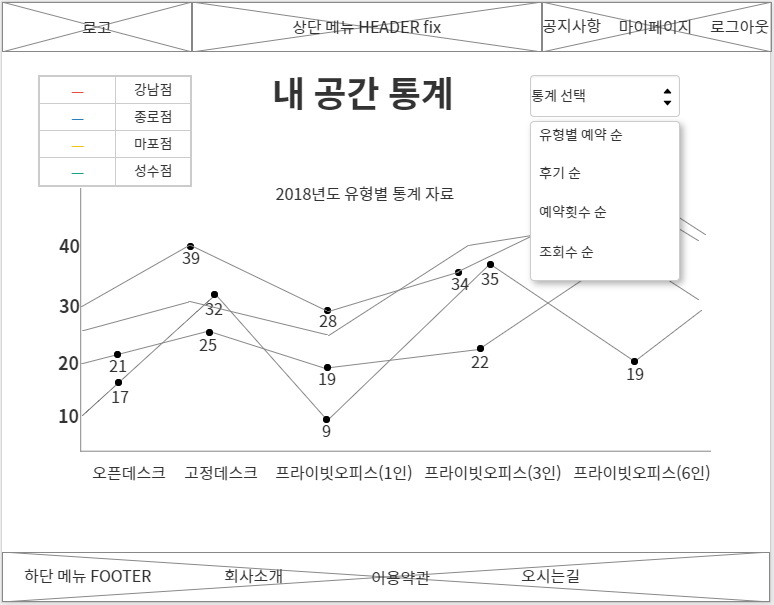 로고
상단 메뉴 HEADER fix
공지사항 마이페이지 로그아웃
강남점
종로점
마포점
성수점
내 공간 통계
통계 선택
유형별 예약 순
후기 순
예약횟수 순
조회수 순
2018년도 유형별 통계 자료
40
30
20
10
39
32
28
34
35
21
25
17
19
22
19
9
오픈데스크 고정데스크 프라이빗오피스(1인) 프라이빗오피스(3인) 프라이빗오피스(6인)
하단 메뉴 FOOTER 회사소개 이용약관 오시는길